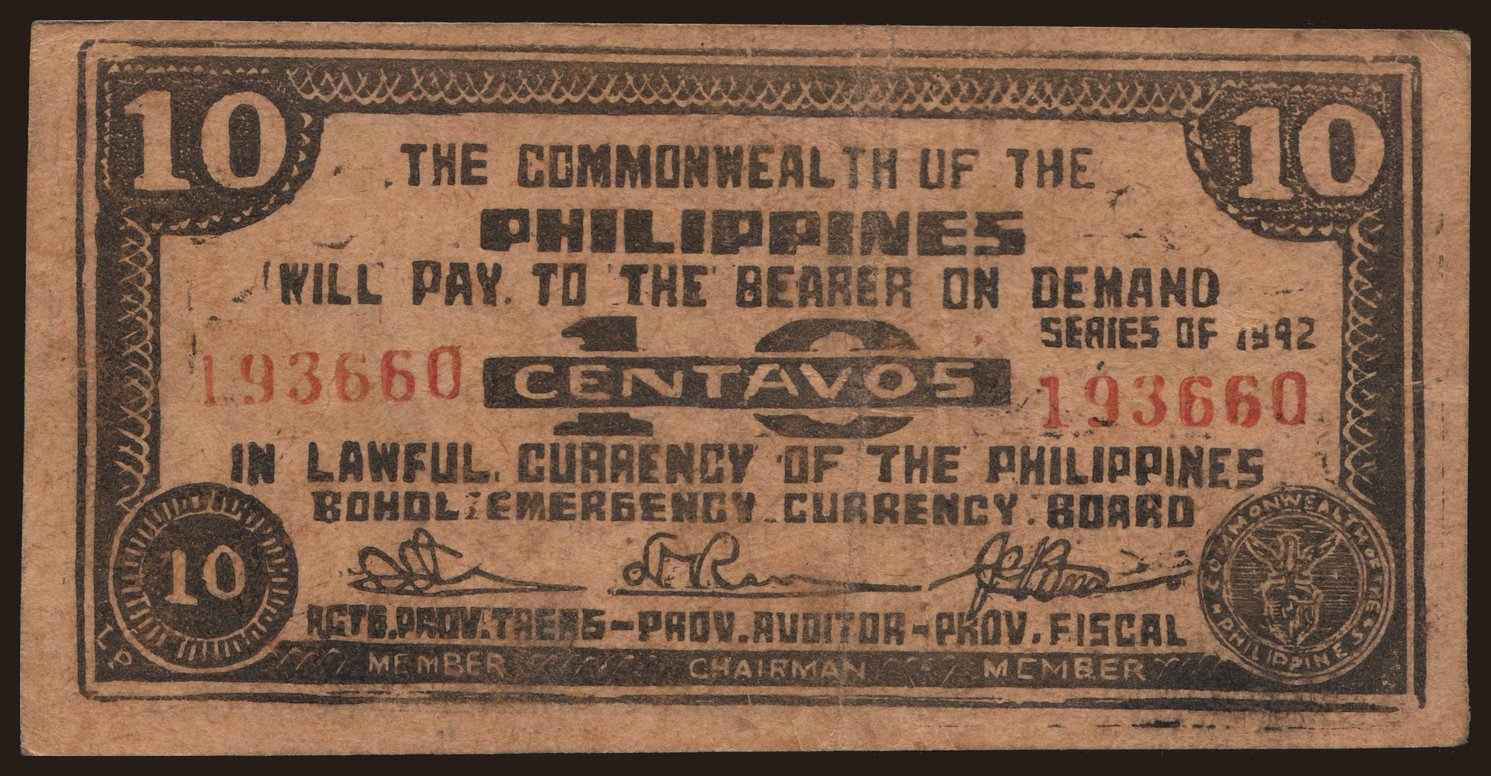 10 10
THE COMMONWEALTH OF THE
PHILIPPINES
WILL PAY TO THE BEARER ON DEMAND
SERIES OF 1942
10
193660 CENTAVOS 193660
IN LAWFUL CURRENCY OF THE PHILIPPINES
BOHOL EMERGENCY CURRENCY BOARD
10
COMMONWEALTH OF THE PHILIPPINES
ACTG.PROV.TREAS-PROV.AUDITOR-PROV.FISCAL
MEMBER CHAIRMAN MEMBER